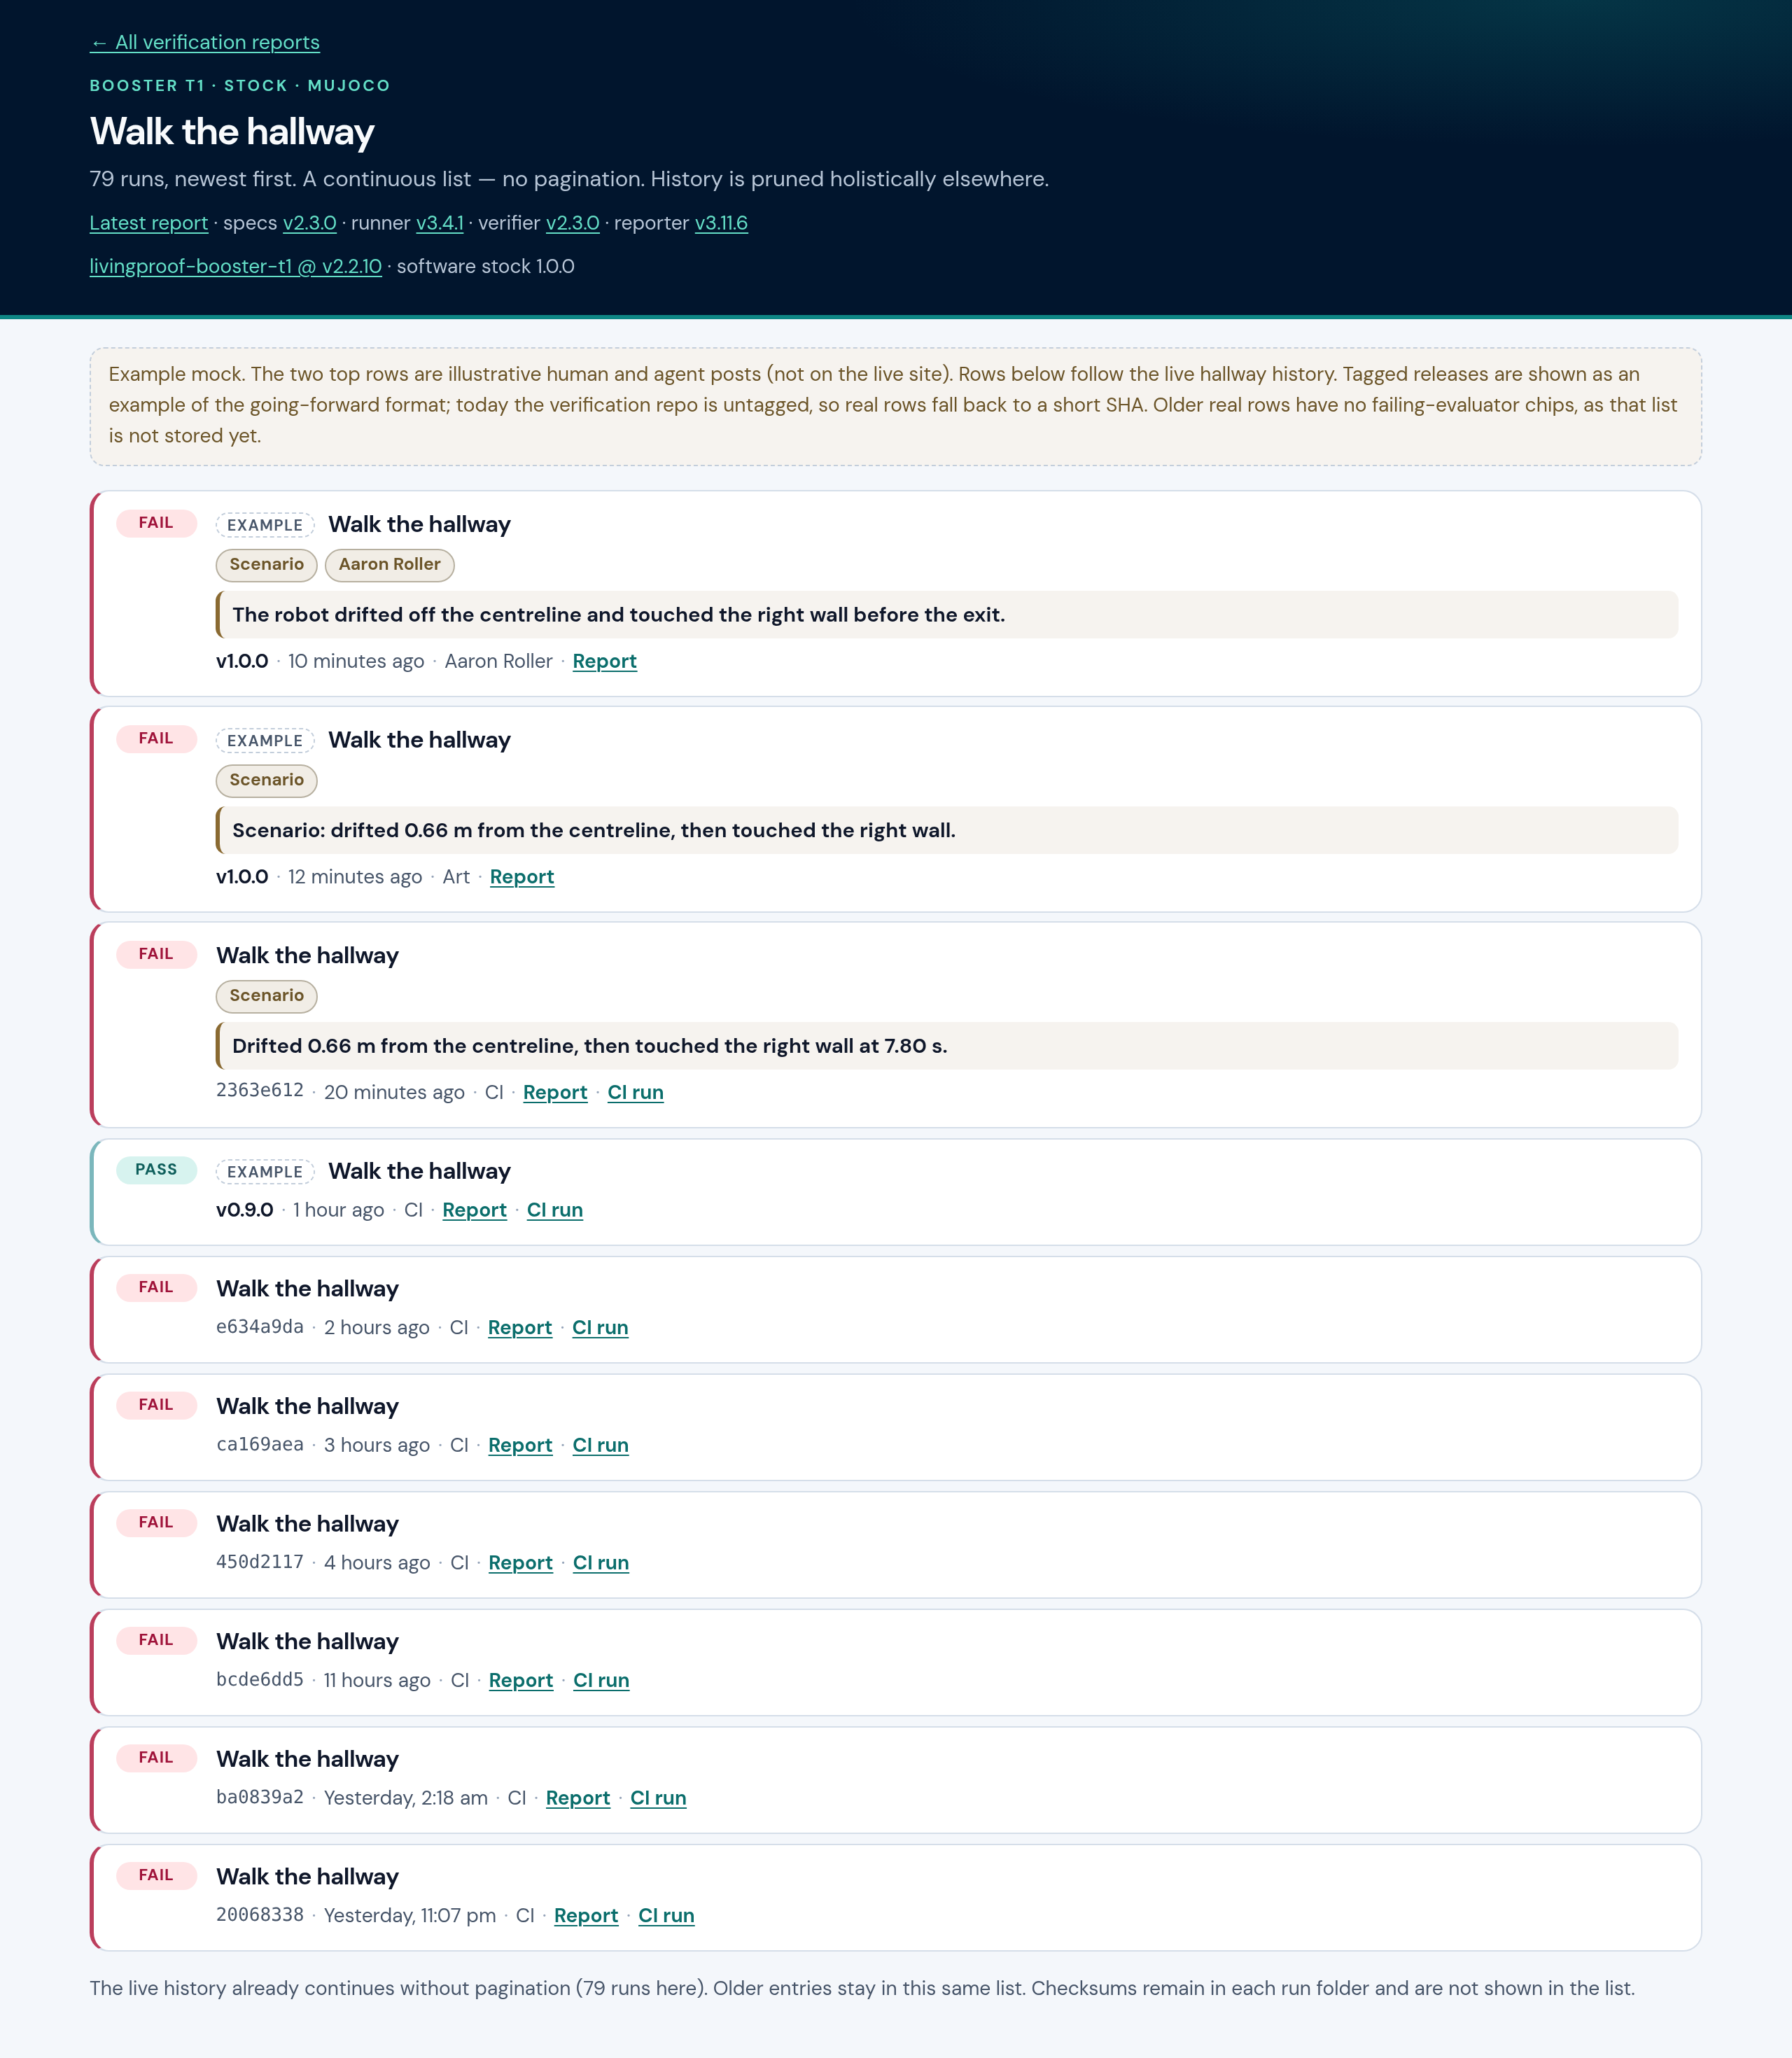 ← All verification reports
BOOSTER T1 · STOCK · MUJOCO
Walk the hallway
79 runs, newest first. A continuous list — no pagination. History is pruned holistically elsewhere.
Latest report · specs v2.3.0 · runner v3.4.1 · verifier v2.3.0 · reporter v3.11.6
livingproof-booster-t1 @ v2.2.10 · software stock 1.0.0
Example mock. The two top rows are illustrative human and agent posts (not on the live site). Rows below follow the live hallway history. Tagged releases are shown as an
example of the going-forward format; today the verification repo is untagged, so real rows fall back to a short SHA. Older real rows have no failing-evaluator chips, as that list
is not stored yet.
FAIL EXAMPLE Walk the hallway
Scenario Aaron Roller
The robot drifted off the centreline and touched the right wall before the exit.
v1.0.0 · 10 minutes ago · Aaron Roller · Report
FAIL EXAMPLE Walk the hallway
Scenario
Scenario: drifted 0.66 m from the centreline, then touched the right wall.
v1.0.0 · 12 minutes ago · Art · Report
FAIL Walk the hallway
Scenario
Drifted 0.66 m from the centreline, then touched the right wall at 7.80 s.
2363e612 · 20 minutes ago · CI · Report · CI run
PASS EXAMPLE Walk the hallway
v0.9.0 · 1 hour ago · CI · Report · CI run
FAIL Walk the hallway
e634a9da · 2 hours ago · CI · Report · CI run
FAIL Walk the hallway
ca169aea · 3 hours ago · CI · Report · CI run
FAIL Walk the hallway
450d2117 · 4 hours ago · CI · Report · CI run
FAIL Walk the hallway
bcde6dd5 · 11 hours ago · CI · Report · CI run
FAIL Walk the hallway
ba0839a2 · Yesterday, 2:18 am · CI · Report · CI run
FAIL Walk the hallway
20068338 · Yesterday, 11:07 pm · CI · Report · CI run
The live history already continues without pagination (79 runs here). Older entries stay in this same list. Checksums remain in each run folder and are not shown in the list.